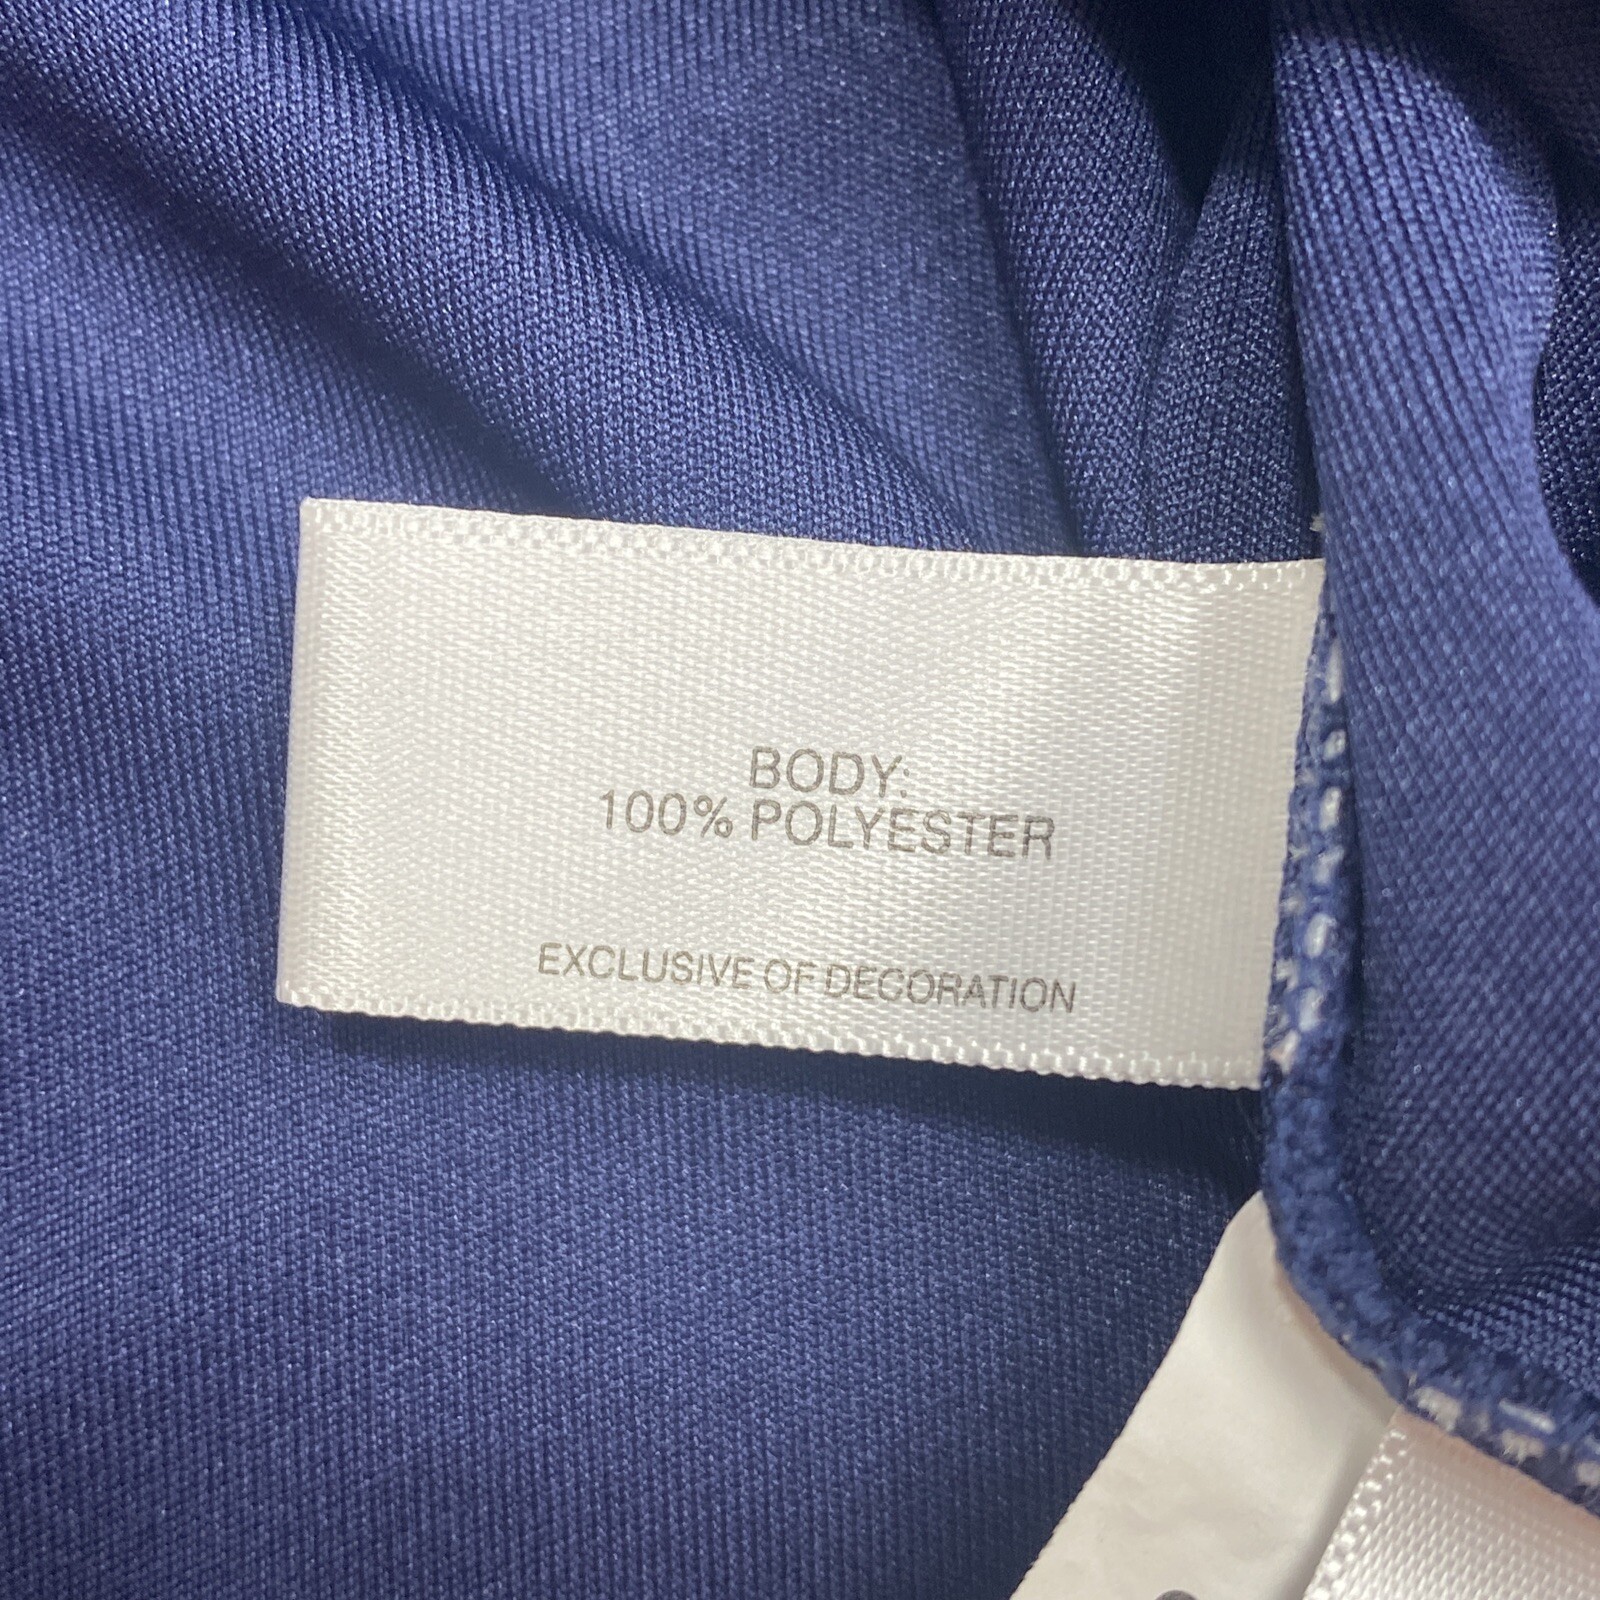 BODY:
100% POLYESTER
EXCLUSIVE OF DECORATION